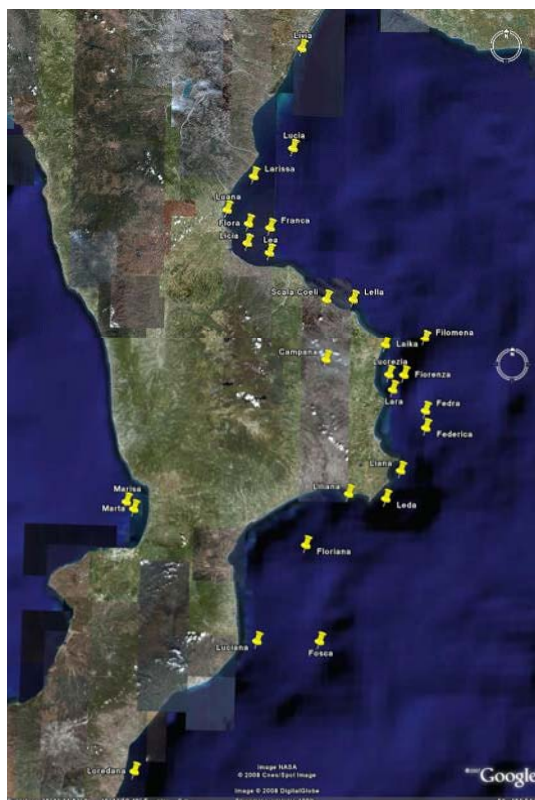 Livia
Lucia
Larissa
Luana
Flora
Franca
Licia
Lea
Scala Coeli
Lella
Filomena
Laika
Campana
Lucrezia
Fiorenza
Lara
Fedra
Federica
Liana
Liliana
Marisa
Marta
Leda
Floriana
Luciana
Fosca
Loredana
Image NASA
© 2008 Cnes/Spot Image
Image © 2008 DigitalGlobe
Google